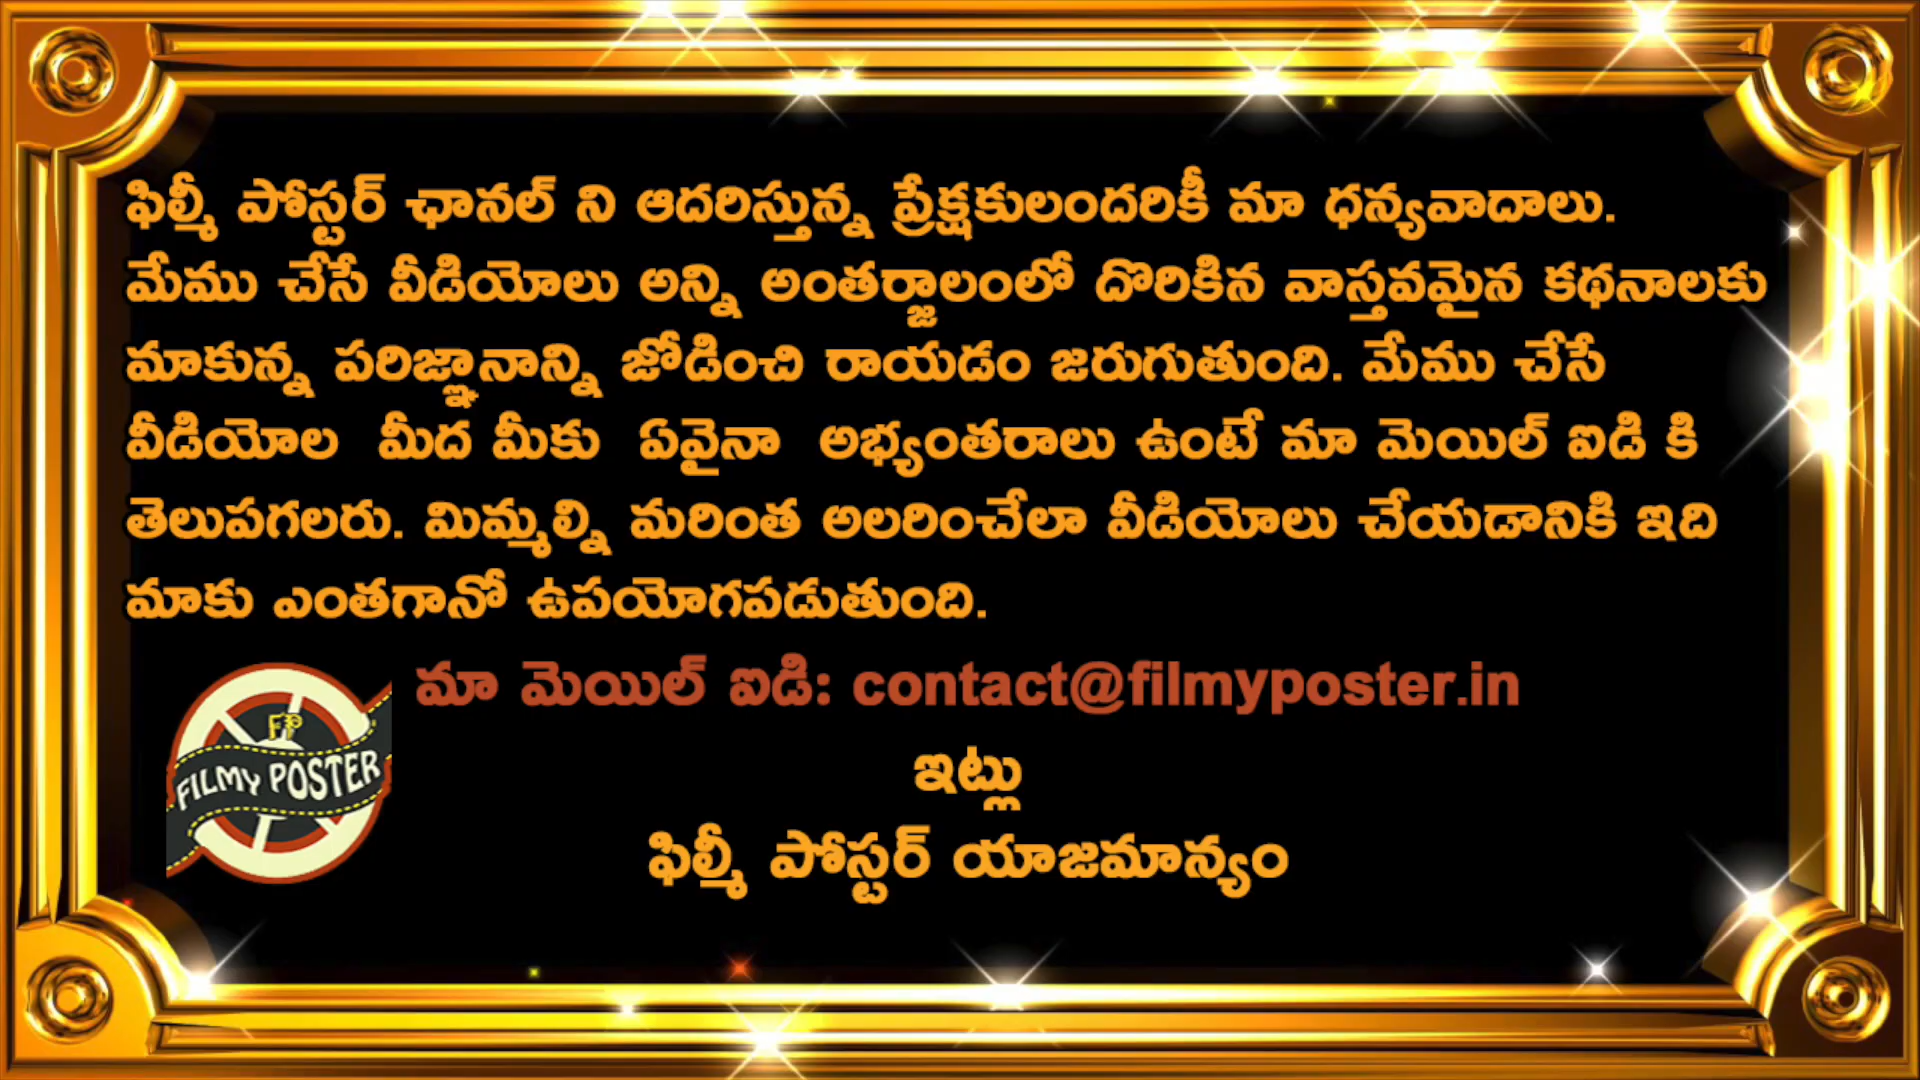 ఫిల్మీ పోస్టర్ ఛానల్ ని ఆదరిస్తున్న ప్రేక్షకులందరికీ మా ధన్యవాదాలు.
మేము చేసే వీడియోలు అన్ని అంతర్జాలంలో దొరికిన వాస్తవమైన కథనాలకు
మాకున్న పరిజ్ఞానాన్ని జోడించి రాయడం జరుగుతుంది. మేము చేసే
వీడియోల మీద మీకు ఏవైనా అభ్యంతరాలు ఉంటే మా మెయిల్ ఐడి కి
తెలుపగలరు. మిమ్మల్ని మరింత అలరించేలా వీడియోలు చేయడానికి ఇది
మాకు ఎంతగానో ఉపయోగపడుతుంది.
మా మెయిల్ ఐడి: contact@filmyposter.in
FP
FILMY POSTER
ఇట్లు
ఫిల్మీ పోస్టర్ యాజమాన్యం